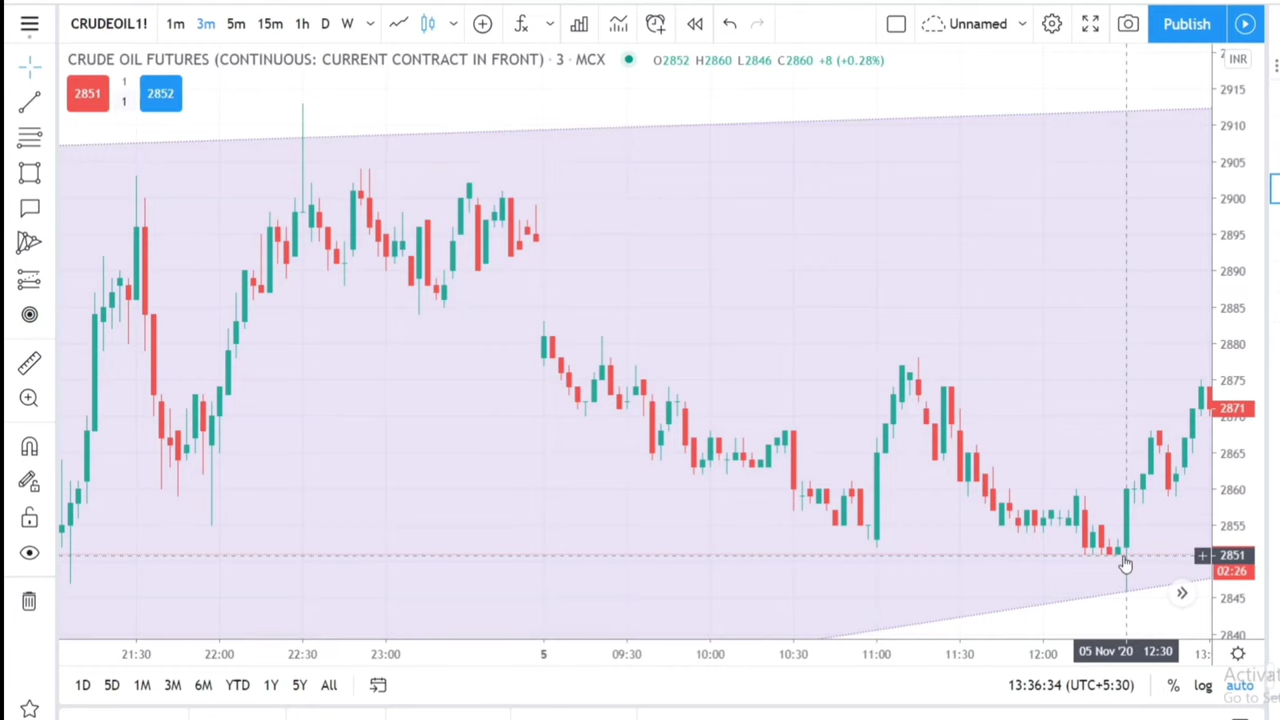 CRUDEOIL1! 1m 3m 5m 15m 1h D W Unnamed Publish
CRUDE OIL FUTURES (CONTINUOUS: CURRENT CONTRACT IN FRONT) · 3 · MCX O2852 H2860 L2846 C2860 +8 (+0.28%) INR
2851 1 2852
1
2915
2910
2905
2900
2895
2890
2885
2880
2875
2871
2865
2860
2855
2851
02:26
2845
2840
21:30 22:00 22:30 23:00 5 09:30 10:00 10:30 11:00 11:30 12:00 05 Nov '20 12:30 13:
1D 5D 1M 3M 6M YTD 1Y 5Y All 13:36:34 (UTC+5:30) % log auto
Activat
Go to Se